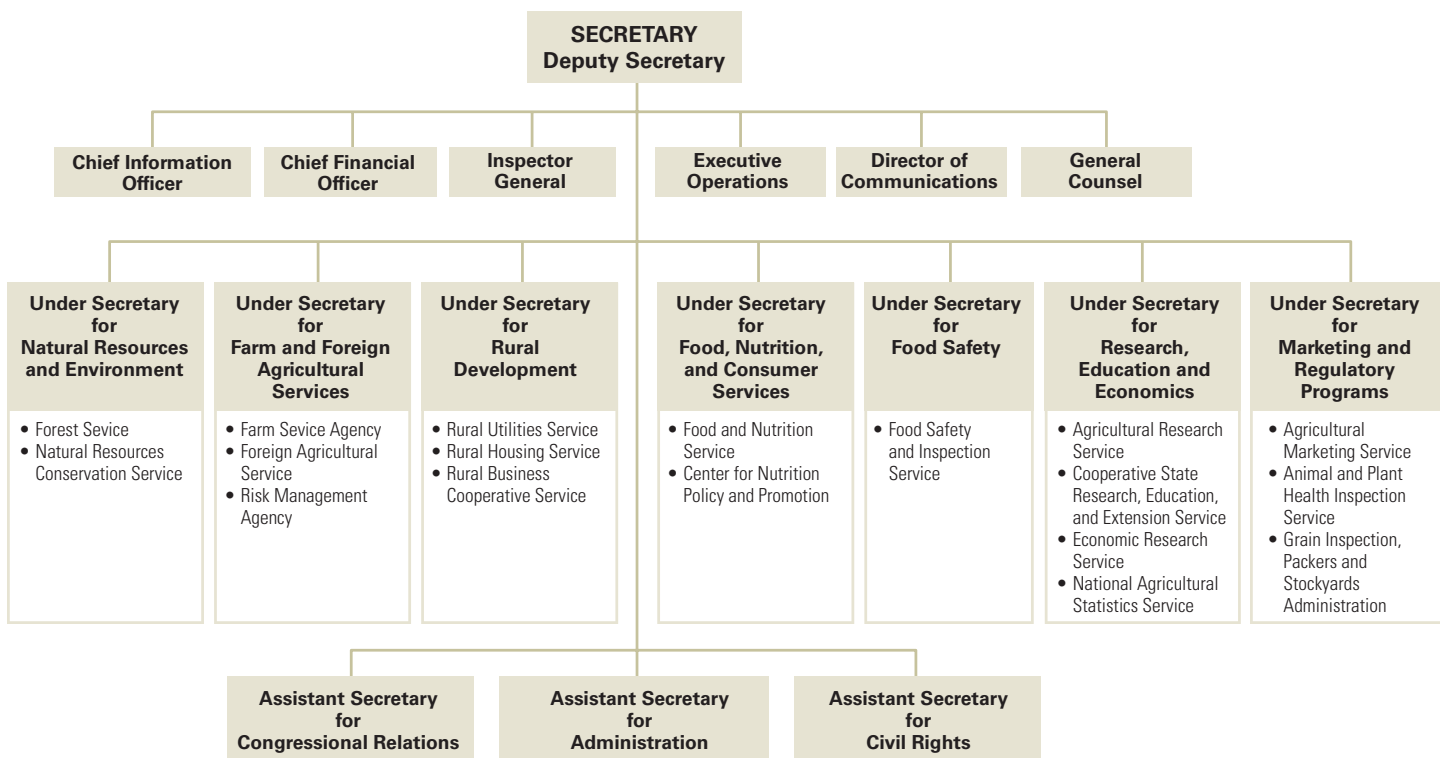 SECRETARY
Deputy Secretary
Chief Information
Officer
Chief Financial
Officer
Inspector
General
Executive
Operations
Director of
Communications
General
Counsel
Under Secretary
for
Natural Resources
and Environment
• Forest Sevice
• Natural Resources
Conservation Service
Under Secretary
for
Farm and Foreign
Agricultural
Services
• Farm Sevice Agency
• Foreign Agricultural
Service
• Risk Management
Agency
Under Secretary
for
Rural
Development
• Rural Utilities Service
• Rural Housing Service
• Rural Business
Cooperative Service
Under Secretary
for
Food, Nutrition,
and Consumer
Services
• Food and Nutrition
Service
• Center for Nutrition
Policy and Promotion
Under Secretary
for
Food Safety
• Food Safety
and Inspection
Service
Under Secretary
for
Research,
Education and
Economics
• Agricultural Research
Service
• Cooperative State
Research, Education,
and Extension Service
• Economic Research
Service
• National Agricultural
Statistics Service
Under Secretary
for
Marketing and
Regulatory
Programs
• Agricultural
Marketing Service
• Animal and Plant
Health Inspection
Service
• Grain Inspection,
Packers and
Stockyards
Administration
Assistant Secretary
for
Congressional Relations
Assistant Secretary
for
Administration
Assistant Secretary
for
Civil Rights